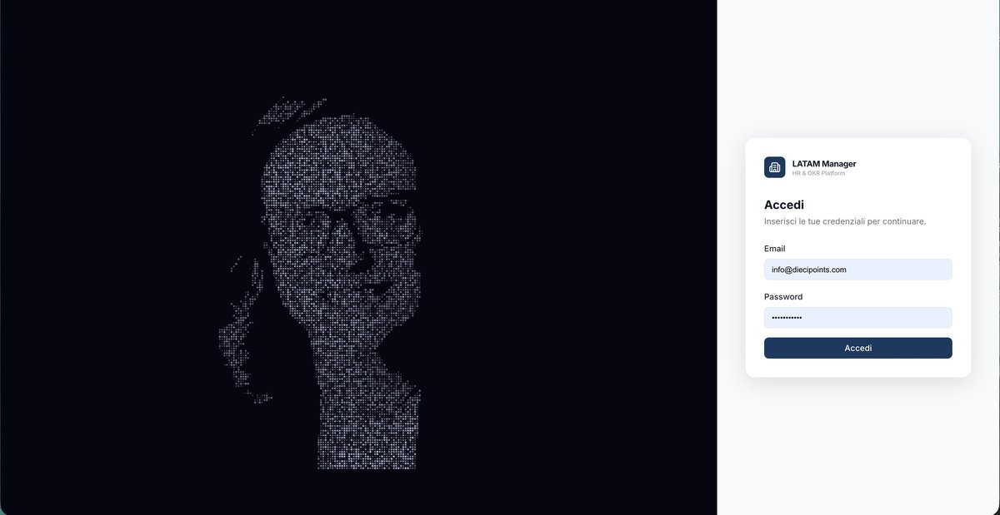 LATAM Manager
HR & OKR Platform
Accedi
Inserisci le tue credenziali per continuare.
Email
info@diecipoints.com
Password
•••••••••••
Accedi